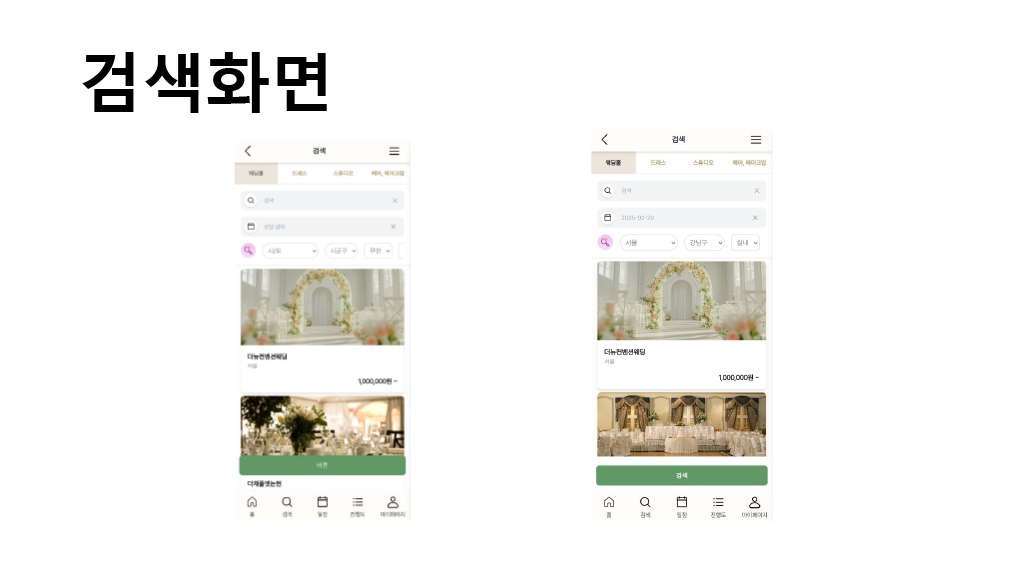 검색화면
검색
웨딩홀 드레스 스튜디오 헤어, 메이크업
검색
상담 날짜
시/도 시/군/구 무관
더뉴컨벤션웨딩
서울
1,000,000원 ~
버튼
더채플앳논현
홈 검색 일정 진행도 마이페이지
검색
웨딩홀 드레스 스튜디오 헤어, 메이크업
검색
2025-02-20
서울 강남구 실내
더뉴컨벤션웨딩
서울
1,000,000원 ~
검색
홈 검색 일정 진행도 마이페이지